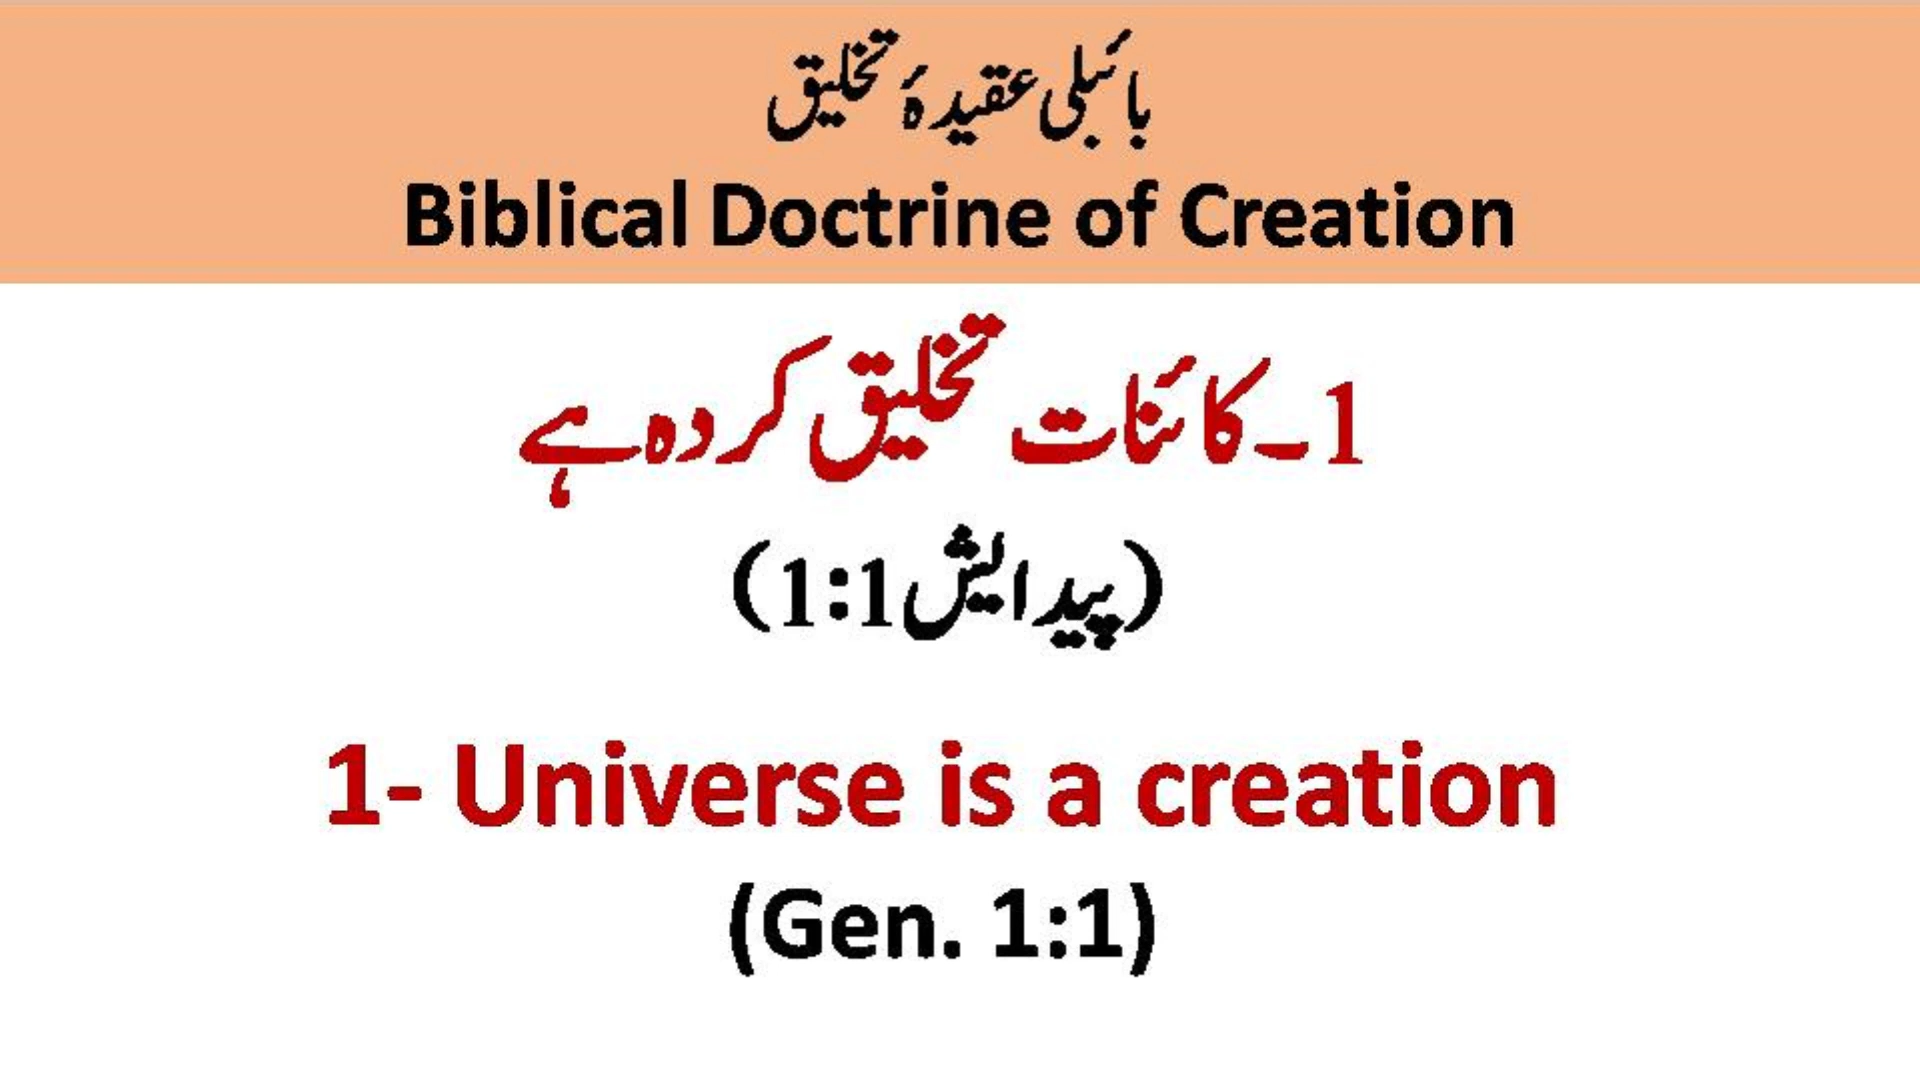 بائبلی عقیدۂ تخلیق
Biblical Doctrine of Creation
1۔کائنات تخلیق کردہ ہے
(پیدایش1:1)
1- Universe is a creation
(Gen. 1:1)